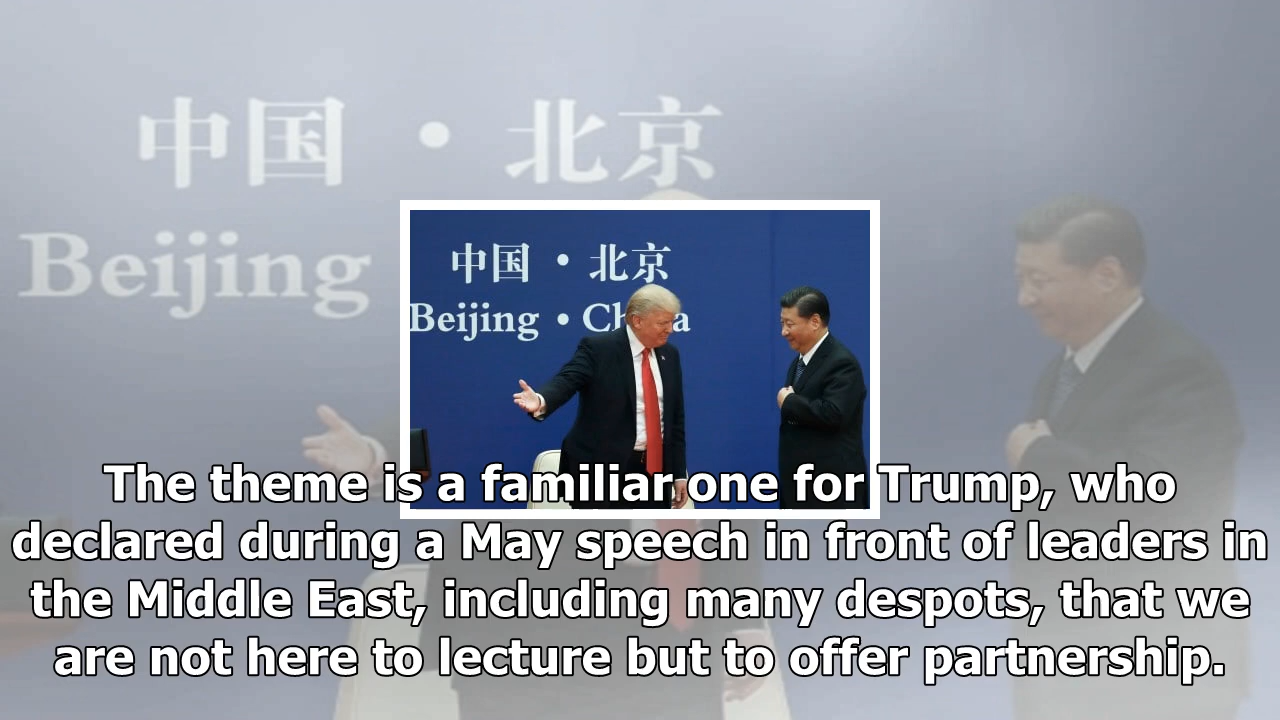 中国 · 北京
Beijing
中国 · 北京
Beijing · China
The theme is a familiar one for Trump, who
declared during a May speech in front of leaders in
the Middle East, including many despots, that we
are not here to lecture but to offer partnership.